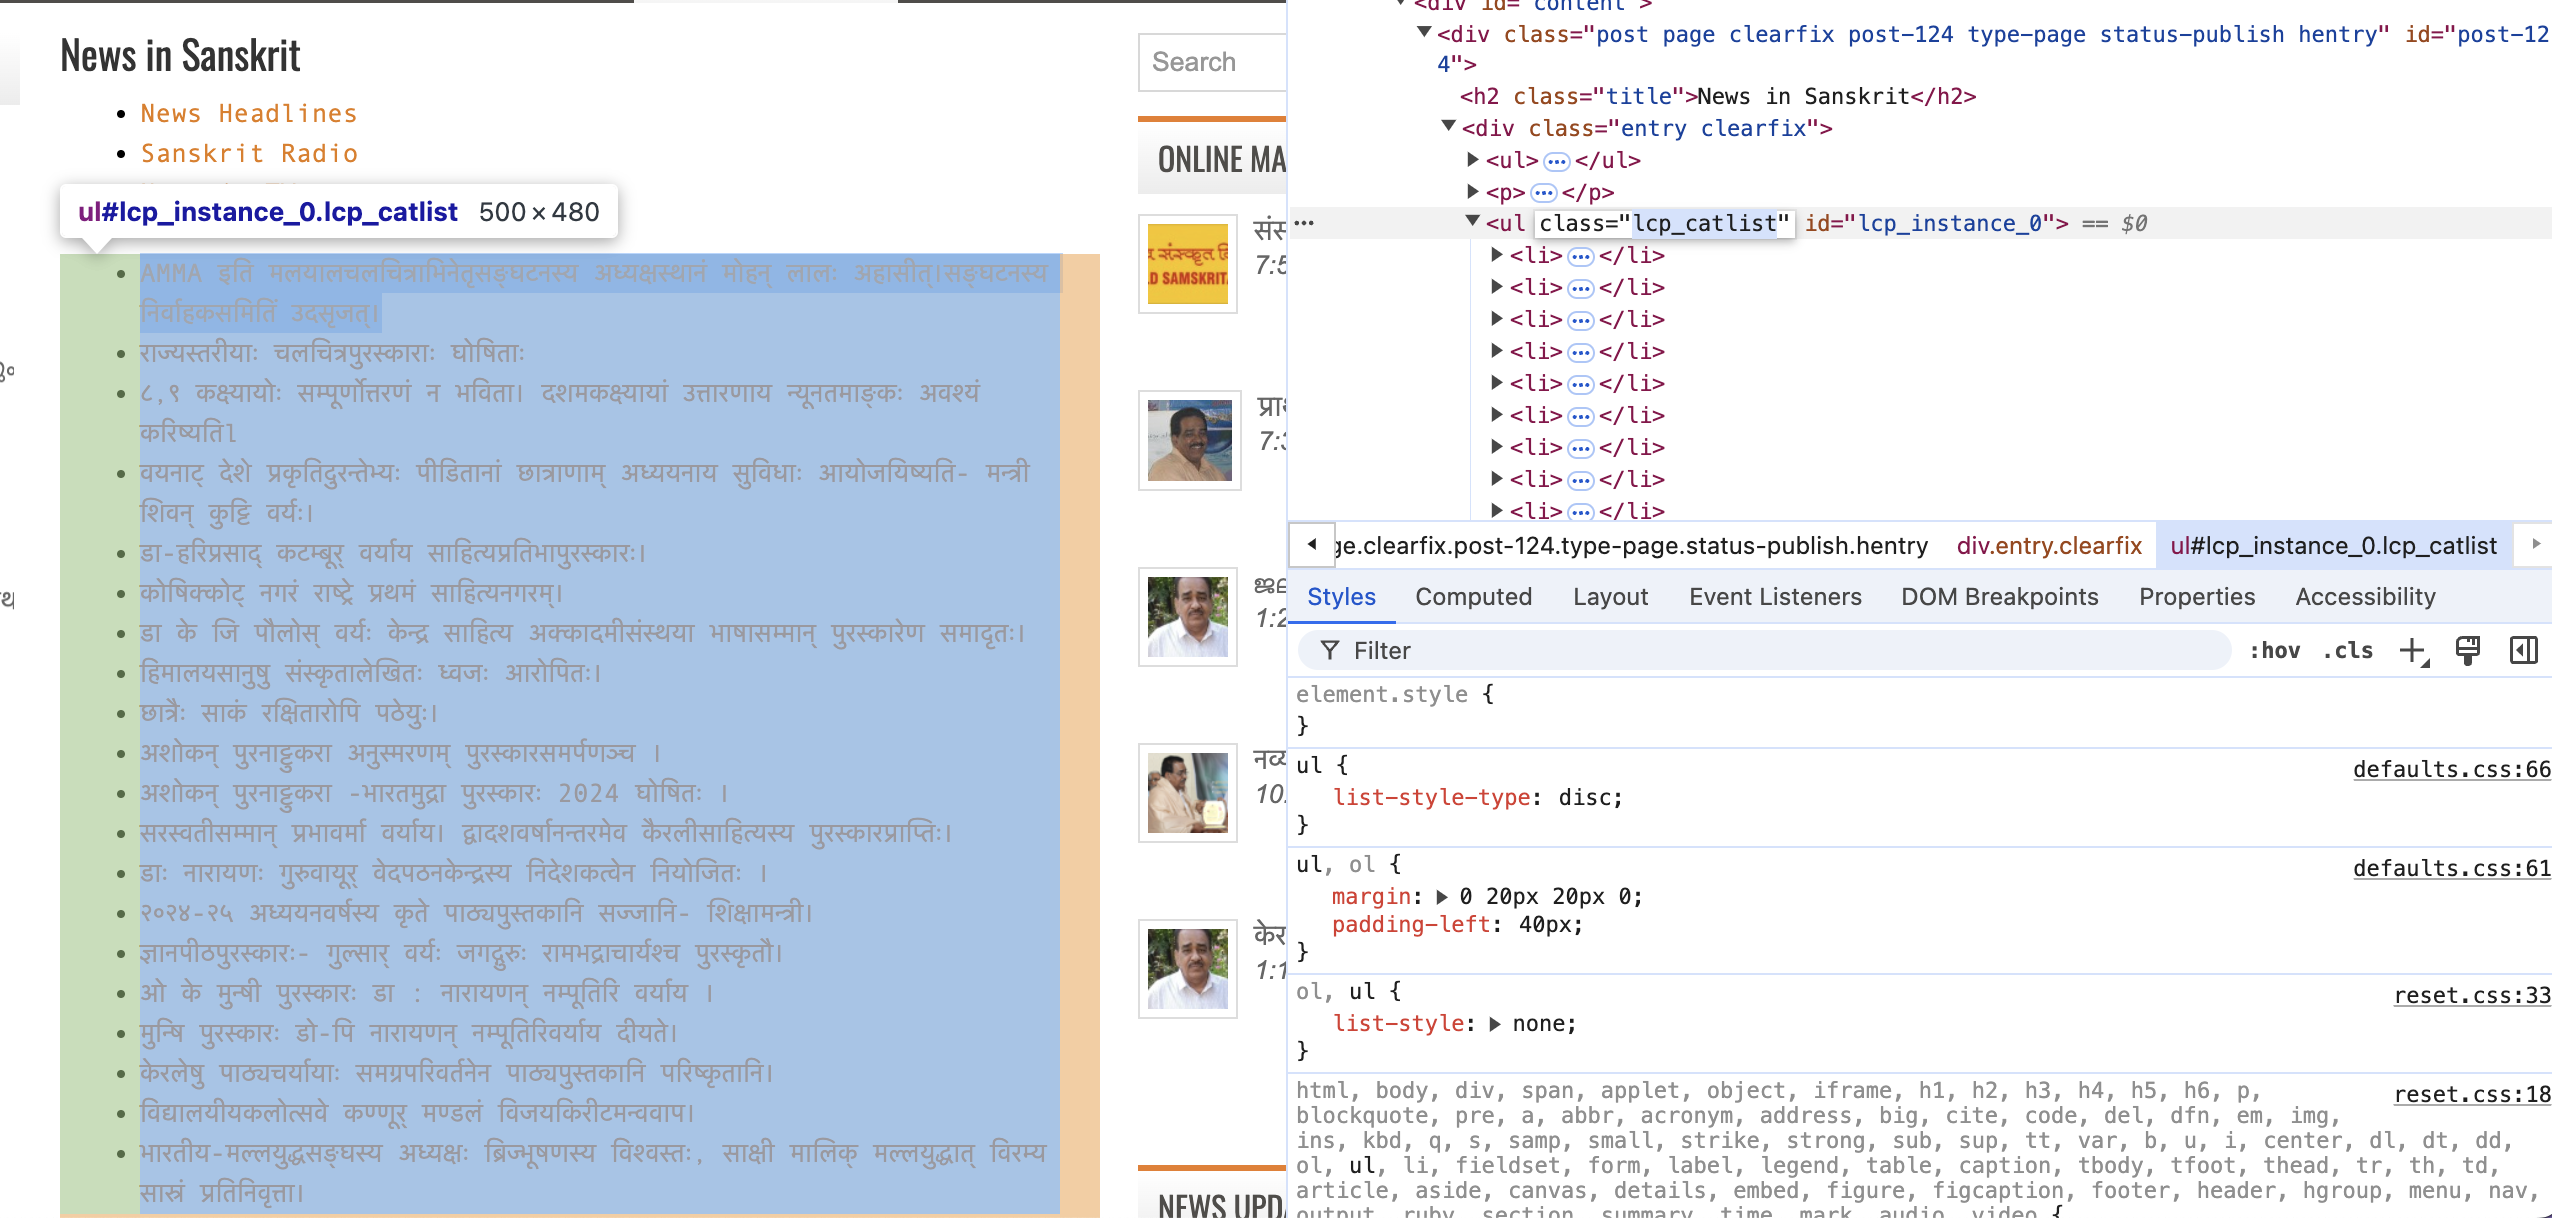 News in Sanskrit
News Headlines
Sanskrit Radio
ul#lcp_instance_0.lcp_catlist 500 × 480
AMMA इति मलयालचलचित्राभिनेतृसङ्घटनस्य अध्यक्षस्थानं मोहन् लालः अहासीत्।सङ्घटनस्य
निर्वाहकसमितिं उदसृजत्।
राज्यस्तरीयाः चलचित्रपुरस्काराः घोषिताः
८,९ कक्ष्यायोः सम्पूर्णोत्तरणं न भविता। दशमकक्ष्यायां उत्तारणाय न्यूनतमाङ्कः अवश्यं
करिष्यतिl
वयनाट् देशे प्रकृतिदुरन्तेभ्यः पीडितानां छात्राणाम् अध्ययनाय सुविधाः आयोजयिष्यति- मन्त्री
शिवन् कुट्टि वर्यः।
डा-हरिप्रसाद् कटम्बूर् वर्याय साहित्यप्रतिभापुरस्कारः।
कोषिक्कोट् नगरं राष्ट्रे प्रथमं साहित्यनगरम्।
डा के जि पौलोस् वर्यः केन्द्र साहित्य अक्कादमीसंस्थया भाषासम्मान् पुरस्कारेण समादृतः।
हिमालयसानुषु संस्कृतालेखितः ध्वजः आरोपितः।
छात्रैः साकं रक्षितारोपि पठेयुः।
अशोकन् पुरनाट्टुकरा अनुस्मरणम् पुरस्कारसमर्पणञ्च ।
अशोकन् पुरनाट्टुकरा -भारतमुद्रा पुरस्कारः 2024 घोषितः ।
सरस्वतीसम्मान् प्रभावर्मा वर्याय। द्वादशवर्षानन्तरमेव कैरलीसाहित्यस्य पुरस्कारप्राप्तिः।
डाः नारायणः गुरुवायूर् वेदपठनकेन्द्रस्य निदेशकत्वेन नियोजितः ।
२०२४-२५ अध्ययनवर्षस्य कृते पाठ्यपुस्तकानि सज्जानि- शिक्षामन्त्री।
ज्ञानपीठपुरस्कारः- गुल्सार् वर्यः जगद्गुरुः रामभद्राचार्यश्च पुरस्कृतौ।
ओ के मुन्षी पुरस्कारः डा : नारायणन् नम्पूतिरि वर्याय ।
मुन्षि पुरस्कारः डो-पि नारायणन् नम्पूतिरिवर्याय दीयते।
केरलेषु पाठ्यचर्यायाः समग्रपरिवर्तनेन पाठ्यपुस्तकानि परिष्कृतानि।
विद्यालयीयकलोत्सवे कण्णूर् मण्डलं विजयकिरीटमन्ववाप।
भारतीय-मल्लयुद्धसङ्घस्य अध्यक्षः ब्रिज्भूषणस्य विश्वस्तः, साक्षी मालिक् मल्लयुद्धात् विरम्य
सास्रं प्रतिनिवृत्ता।
Search
ONLINE MA
LD SAMSKRIT
7:5
7:3
1:2
नव्य
10.
केर
1:1
NEWS UPD
<div id="content">
<div class="post page clearfix post-124 type-page status-publish hentry" id="post-12
4">
<h2 class="title">News in Sanskrit</h2>
<div class="entry clearfix">
<ul> … </ul>
<p> … </p>
<ul class="lcp_catlist" id="lcp_instance_0"> == $0
<li> … </li>
<li> … </li>
<li> … </li>
<li> … </li>
<li> … </li>
<li> … </li>
<li> … </li>
<li> … </li>
<li> … </li>
ge.clearfix.post-124.type-page.status-publish.hentry div.entry.clearfix ul#lcp_instance_0.lcp_catlist
Styles Computed Layout Event Listeners DOM Breakpoints Properties Accessibility
Filter :hov .cls
element.style {
}
ul { defaults.css:66
list-style-type: disc;
}
ul, ol { defaults.css:61
margin: 0 20px 20px 0;
padding-left: 40px;
}
ol, ul { reset.css:33
list-style: none;
}
html, body, div, span, applet, object, iframe, h1, h2, h3, h4, h5, h6, p, reset.css:18
blockquote, pre, a, abbr, acronym, address, big, cite, code, del, dfn, em, img,
ins, kbd, q, s, samp, small, strike, strong, sub, sup, tt, var, b, u, i, center, dl, dt, dd,
ol, ul, li, fieldset, form, label, legend, table, caption, tbody, tfoot, thead, tr, th, td,
article, aside, canvas, details, embed, figure, figcaption, footer, header, hgroup, menu, nav,
output, ruby, section, summary, time, mark, audio, video {